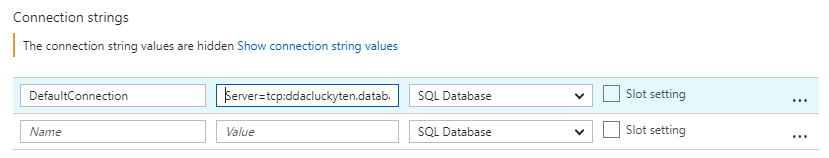 Connection strings
The connection string values are hidden Show connection string values
DefaultConnection Server=tcp:ddacluckyten.datab SQL Database Slot setting ...
Name Value SQL Database Slot setting ...